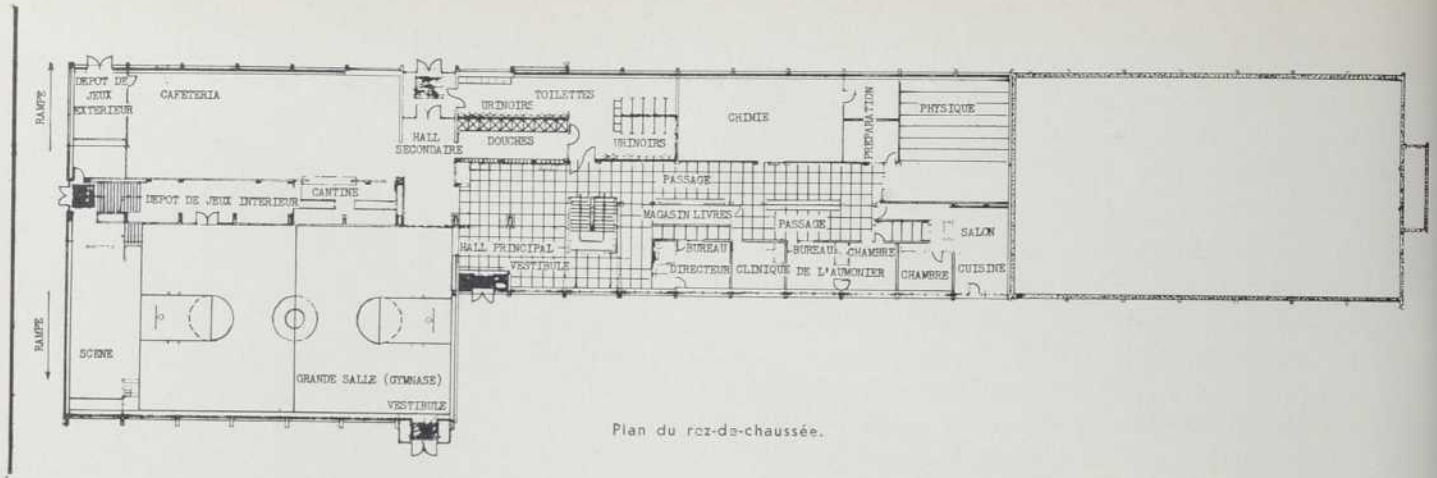 RAMPE
DEPOT DE
JEUX
EXTERIEUR
CAFETERIA
HALL
SECONDAIRE
TOILETTES
URINOIRS
DOUCHES
URINOIRS
CHIMIE
PREPARATION
PHYSIQUE
PASSAGE
DEPOT DE JEUX INTERIEUR
CANTINE
MAGASIN LIVRES
PASSAGE
HALL PRINCIPAL
VESTIBULE
BUREAU
DIRECTEUR
CLINIQUE
BUREAU
DE L'AUMONIER
CHAMBRE
CHAMBRE
SALON
CUISINE
RAMPE
SCENE
GRANDE SALLE (GYMNASE)
VESTIBULE
Plan du rez-de-chaussée.